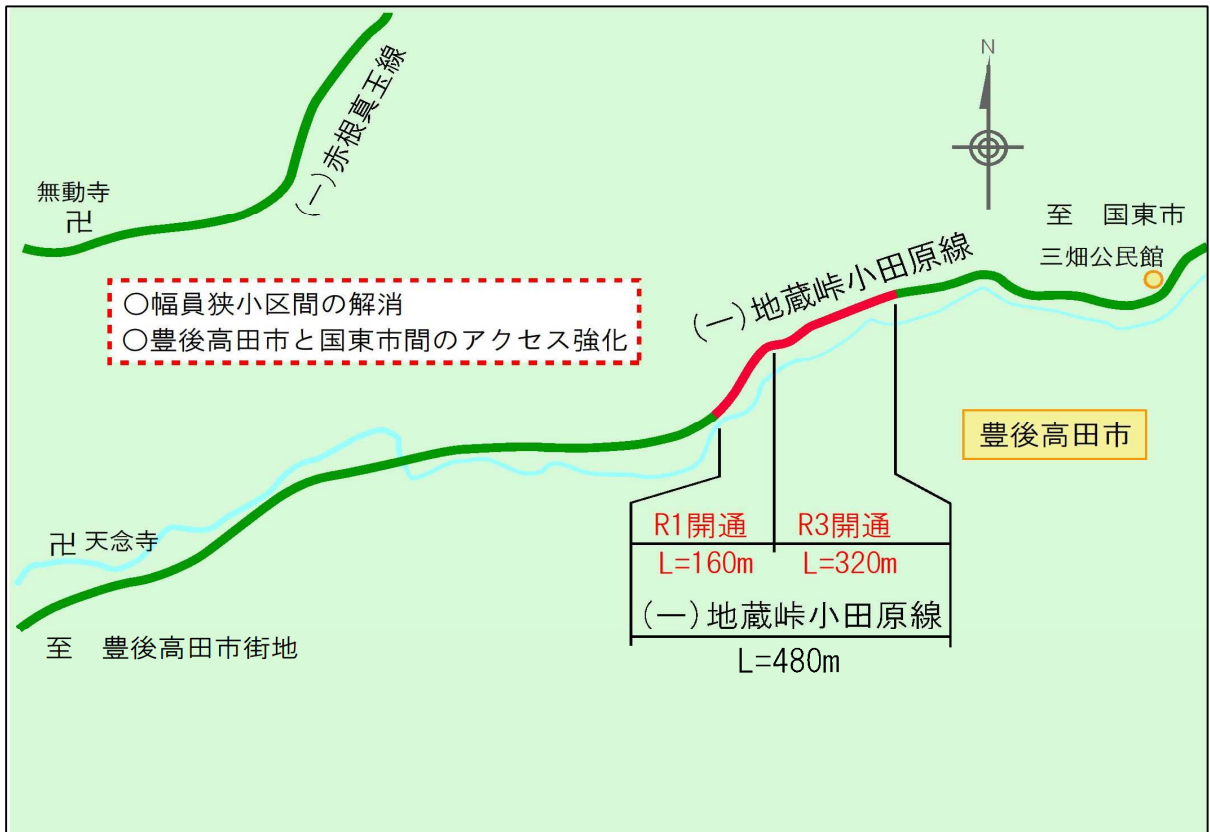 N
(一)赤根真玉線
無動寺
卍
至 国東市
三畑公民館
(一)地蔵峠小田原線
○幅員狭小区間の解消
○豊後高田市と国東市間のアクセス強化
豊後高田市
R1開通 R3開通
L=160m L=320m
(一)地蔵峠小田原線
L=480m
卍 天念寺
至 豊後高田市街地